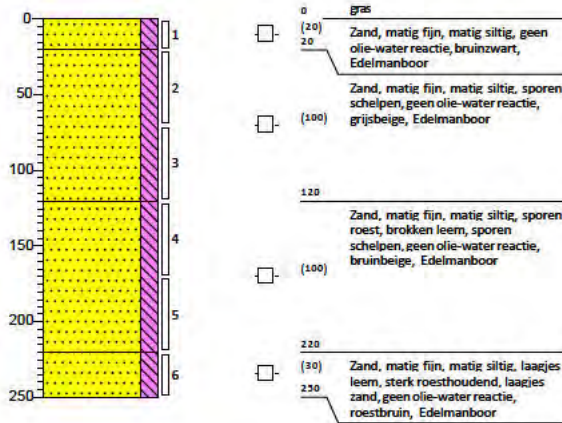 0
50
100
150
200
250
1
2
3
4
5
6
0 gras
(20) Zand, matig fijn, matig siltig, geen
20 olie-water reactie, bruinzwart,
Edelmanboor
Zand, matig fijn, matig siltig, sporen
schelpen, geen olie-water reactie,
(100) grijsbeige, Edelmanboor
120
Zand, matig fijn, matig siltig, sporen
roest, brokken leem, sporen
schelpen, geen olie-water reactie,
bruinbeige, Edelmanboor
(100)
220
(30) Zand, matig fijn, matig siltig, laagjes
leem, sterk roesthoudend, laagjes
250 zand, geen olie-water reactie,
roestbruin, Edelmanboor